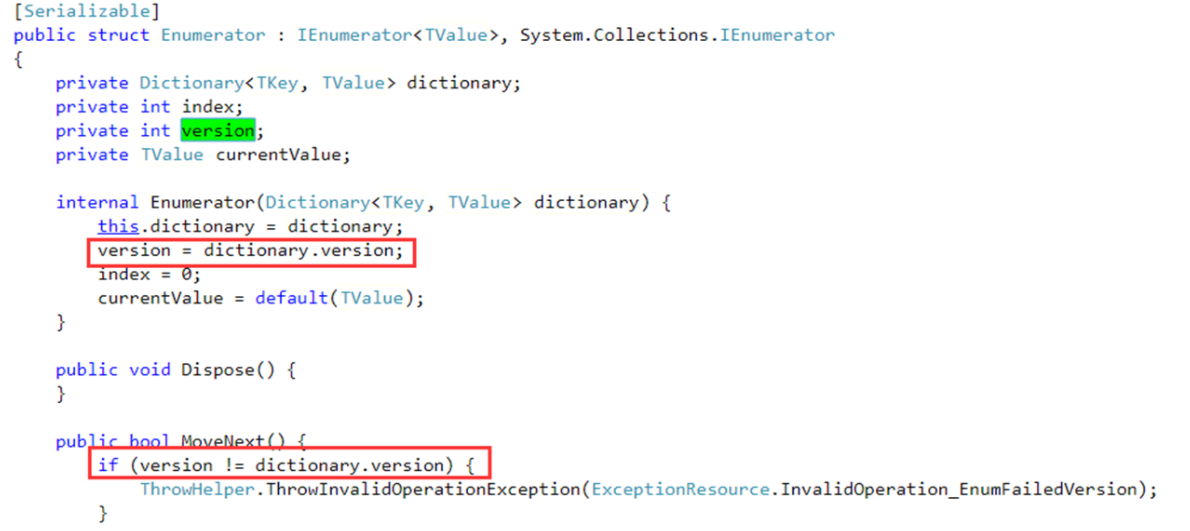 [Serializable]
public struct Enumerator : IEnumerator<TValue>, System.Collections.IEnumerator
{
private Dictionary<TKey, TValue> dictionary;
private int index;
private int version;
private TValue currentValue;
internal Enumerator(Dictionary<TKey, TValue> dictionary) {
this.dictionary = dictionary;
version = dictionary.version;
index = 0;
currentValue = default(TValue);
}
public void Dispose() {
}
public bool MoveNext() {
if (version != dictionary.version) {
ThrowHelper.ThrowInvalidOperationException(ExceptionResource.InvalidOperation_EnumFailedVersion);
}